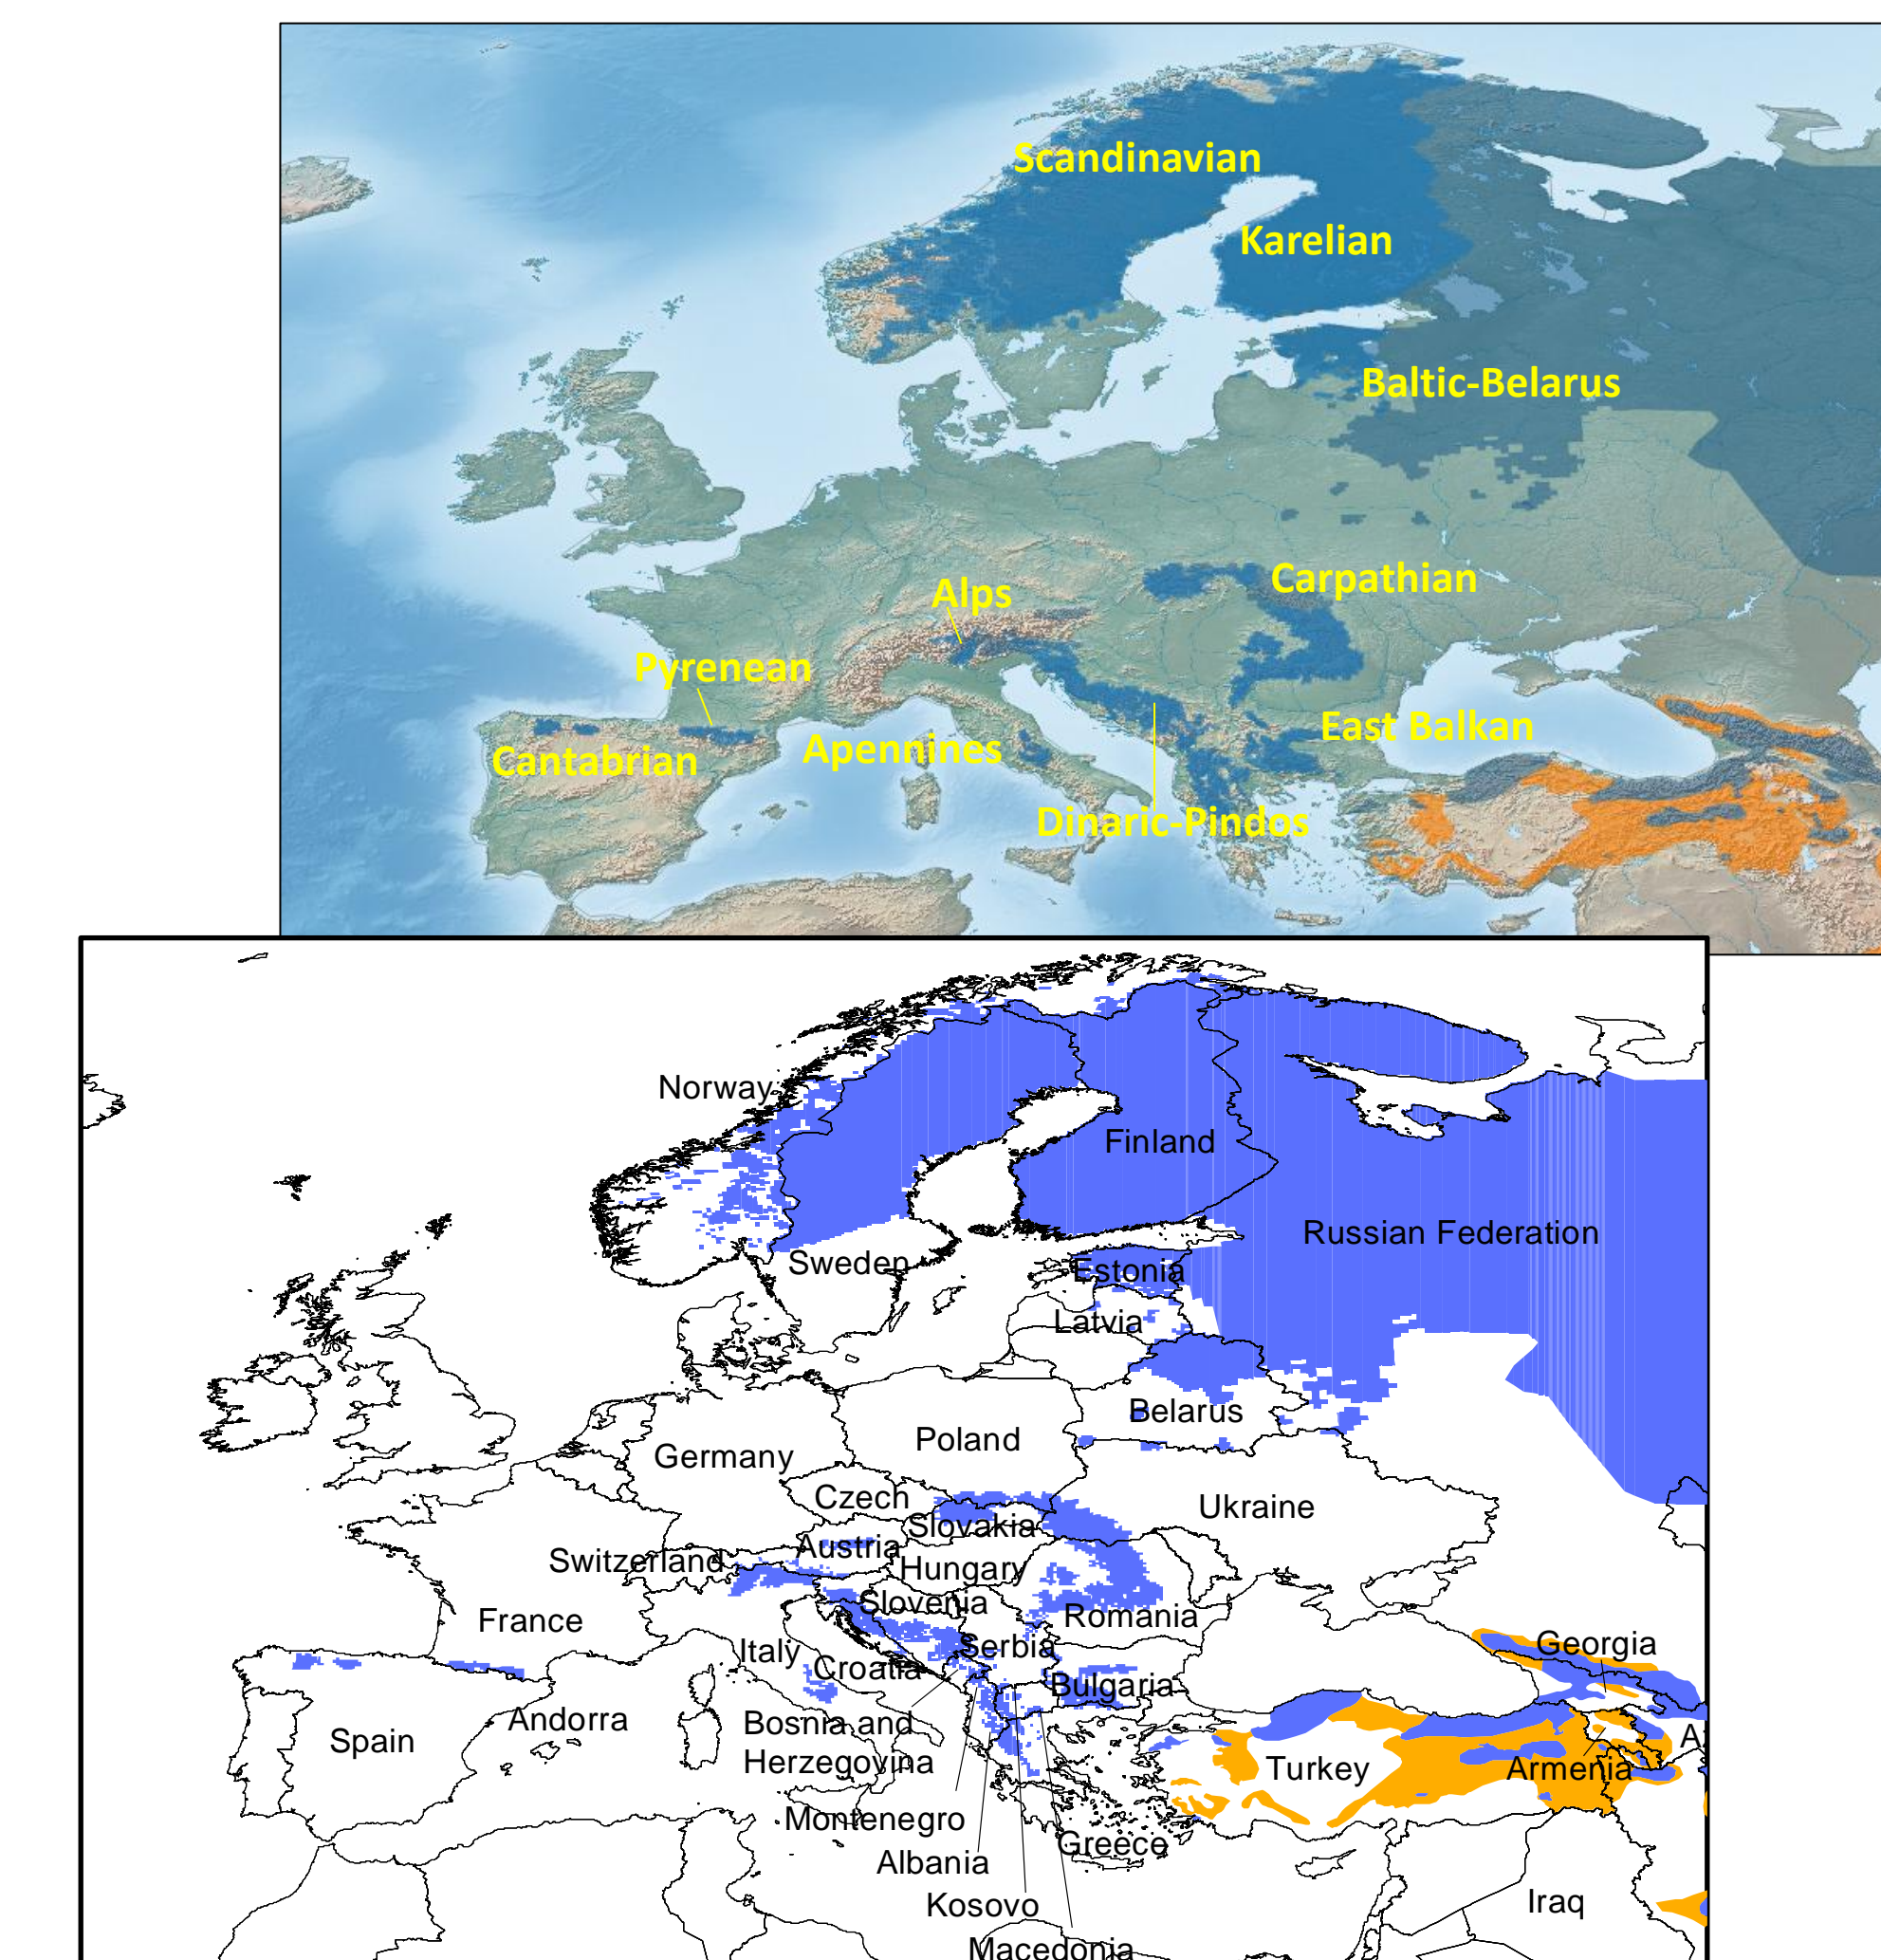 Scandinavian
Karelian
Baltic-Belarus
Carpathian
Alps
Pyrenean
East Balkan
Apennines
Cantabrian
Dinaric-Pindos
Norway
Finland
Russian Federation
Sweden
Estonia
Latvia
Belarus
Poland
Germany
Czech
Ukraine
Slovakia
Austria
Switzerland
Hungary
Slovenia
Romania
France
Georgia
Serbia
Italy
Croatia
Bulgaria
Andorra
Bosnia and
Herzegovina
Spain
A
Turkey
Armenia
Montenegro
Greece
Albania
Iraq
Kosovo
Macedonia